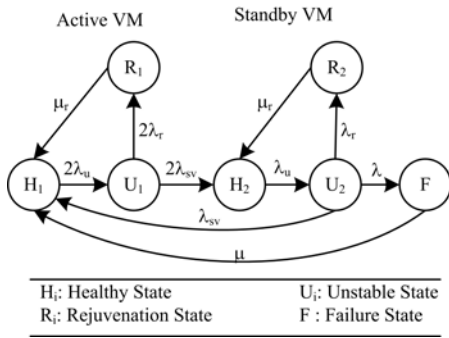 Active VM
Standby VM
R₁
R₂
μᵣ
2λᵣ
μᵣ
λᵣ
H₁
2λᵤ
U₁
2λₛᵥ
H₂
λᵤ
U₂
λ
F
λₛᵥ
μ
Hᵢ: Healthy State
Uᵢ: Unstable State
Rᵢ: Rejuvenation State
F : Failure State